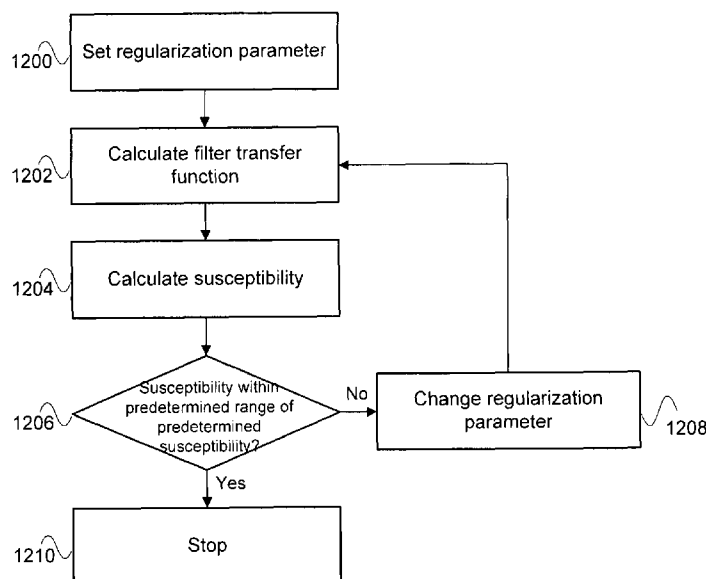 1200
Set regularization parameter
1202
Calculate filter transfer
function
1204
Calculate susceptibility
1206
Susceptibility within
predetermined range of
predetermined
susceptibility?
No
Change regularization
parameter
1208
Yes
1210
Stop